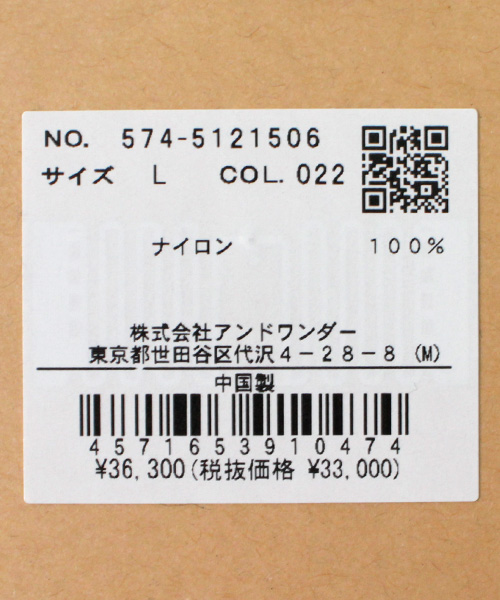 NO. 574-5121506
サイズ L COL. 022
ナイロン 100%
株式会社アンドワンダー
東京都世田谷区代沢4-28-8 (M)
中国製
4571653910474
¥36,300(税抜価格 ¥33,000)